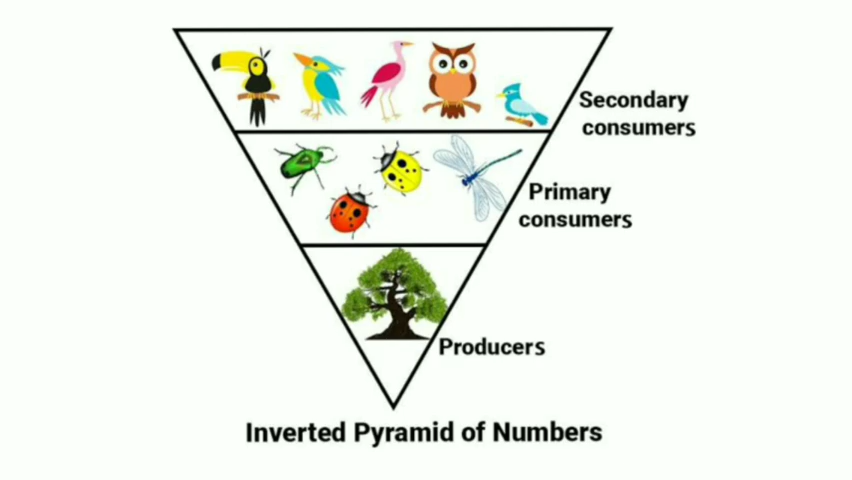 Secondary
consumers
Primary
consumers
Producers
Inverted Pyramid of Numbers